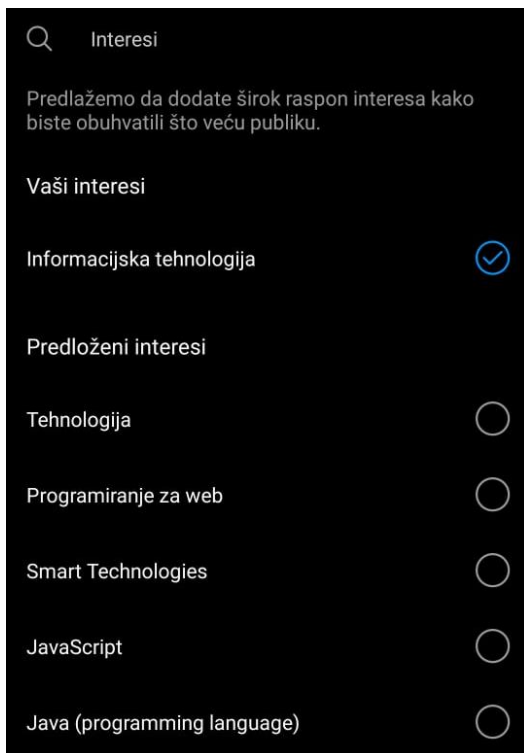 Interesi
Predlažemo da dodate širok raspon interesa kako
biste obuhvatili što veću publiku.
Vaši interesi
Informacijska tehnologija
Predloženi interesi
Tehnologija
Programiranje za web
Smart Technologies
JavaScript
Java (programming language)